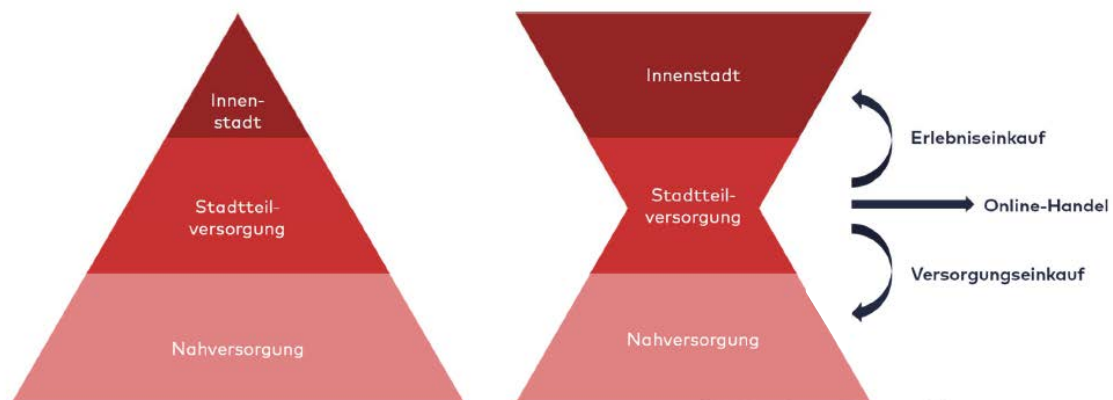 Innen-
stadt
Stadtteil-
versorgung
Nahversorgung
Innenstadt
Stadtteil-
versorgung
Nahversorgung
Erlebniseinkauf
Online-Handel
Versorgungseinkauf